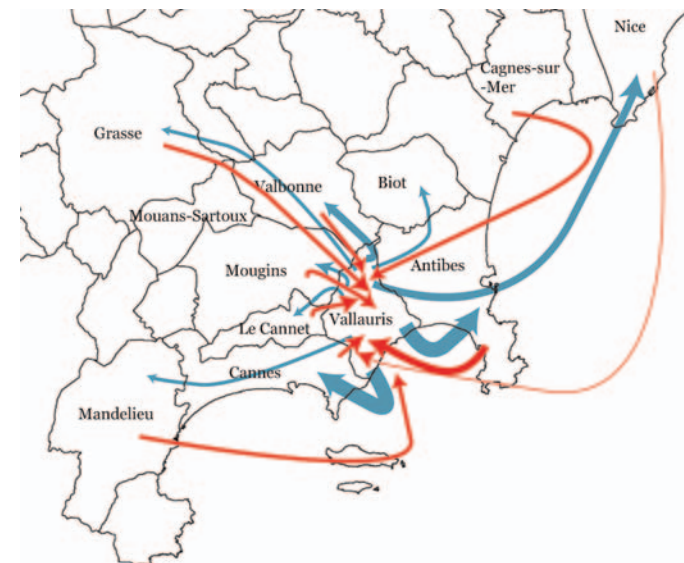 Nice
Cagnes-sur
-Mer
Grasse
Valbonne
Biot
Mouans-Sartoux
Mougins
Antibes
Le Cannet
Vallauris
Cannes
Mandelieu